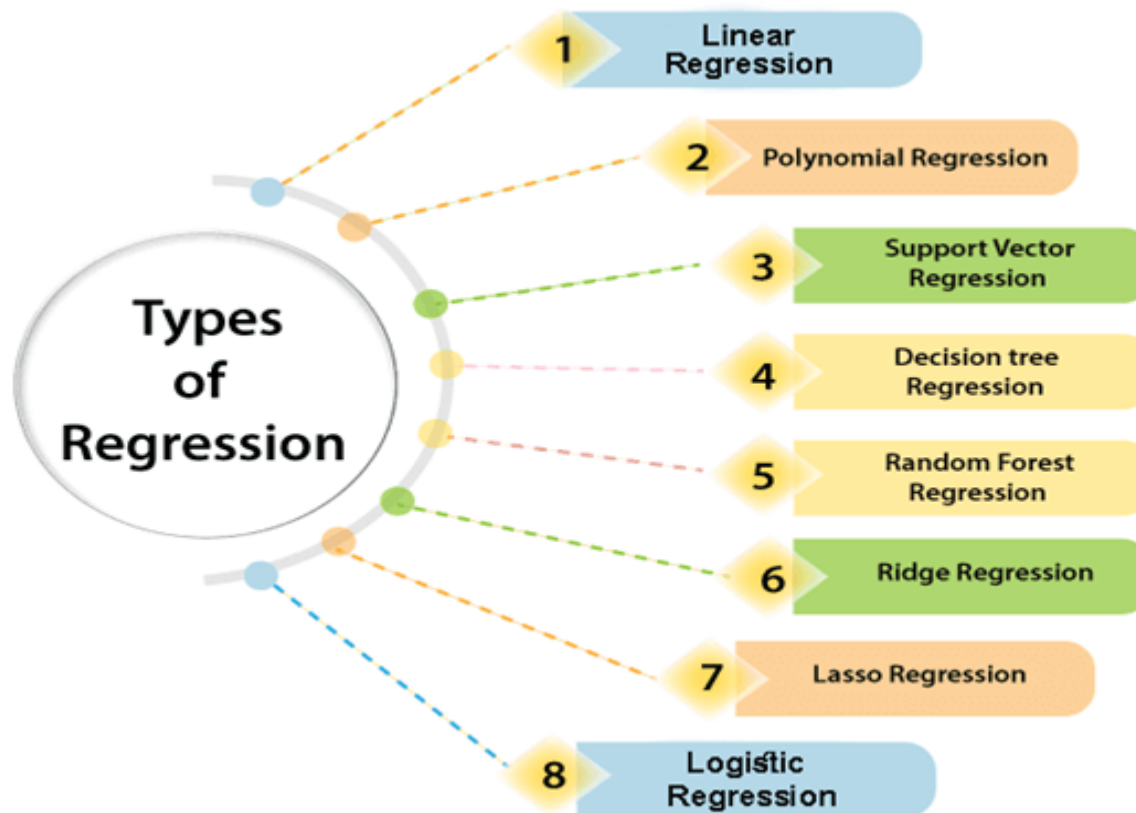 Types
of
Regression
1
Linear
Regression
2
Polynomial Regression
3
Support Vector
Regression
4
Decision tree
Regression
5
Random Forest
Regression
6
Ridge Regression
7
Lasso Regression
8
Logistic
Regression